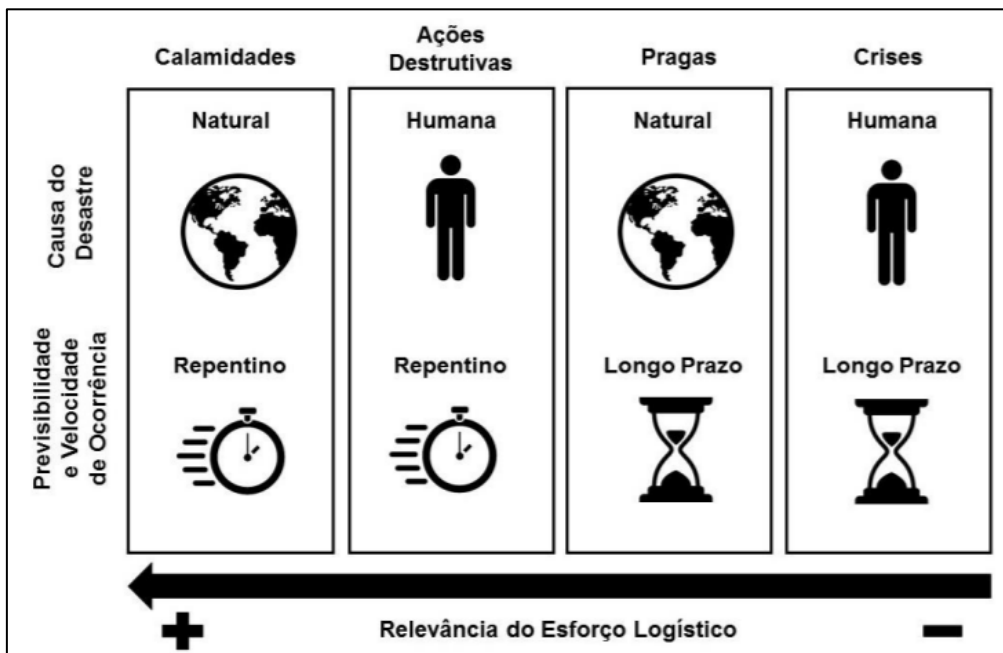 Calamidades
Ações
Destrutivas
Pragas
Crises
Causa do
Desastre
Natural
Humana
Natural
Humana
Previsibilidade
e Velocidade
de Ocorrência
Repentino
Repentino
Longo Prazo
Longo Prazo
Relevância do Esforço Logístico